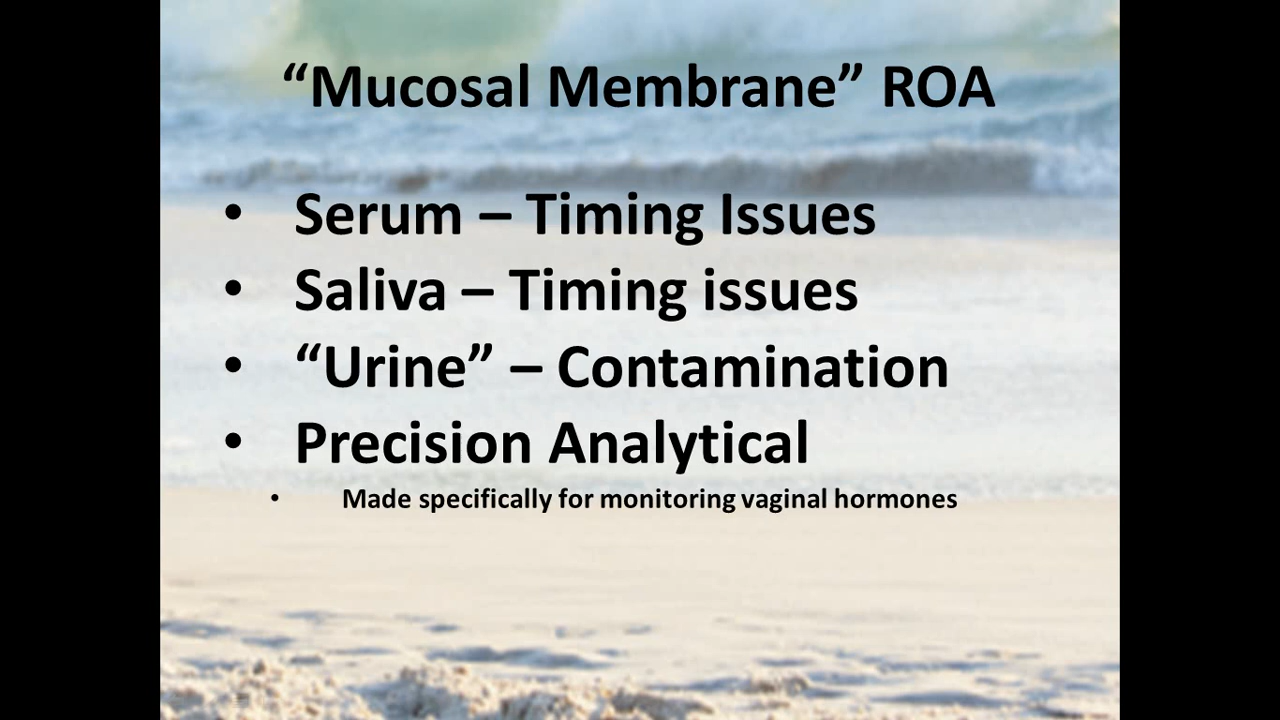 “Mucosal Membrane” ROA
• Serum – Timing Issues
• Saliva – Timing issues
• “Urine” – Contamination
• Precision Analytical
• Made specifically for monitoring vaginal hormones